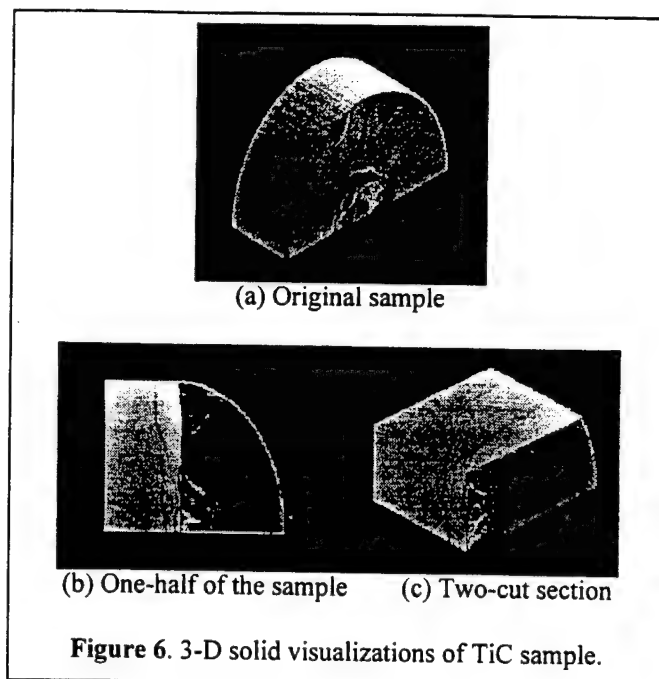 (a) Original sample
(b) One-half of the sample (c) Two-cut section
Figure 6. 3-D solid visualizations of TiC sample.